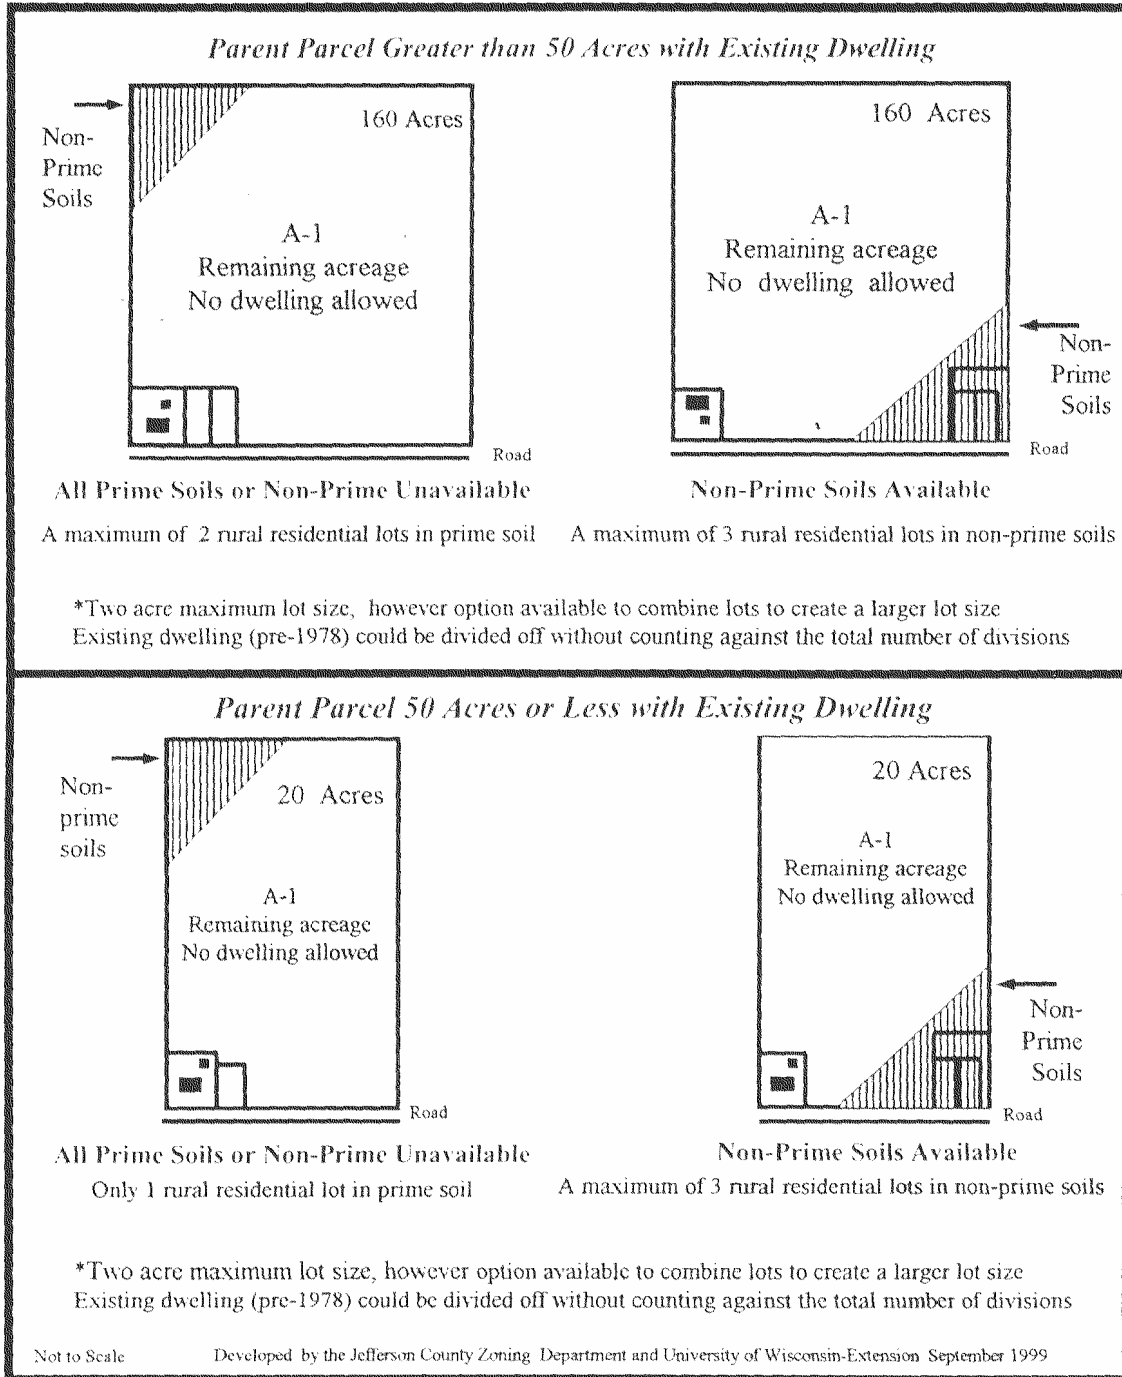 Parent Parcel Greater than 50 Acres with Existing Dwelling
Non-
Prime
Soils
160 Acres
A-1
Remaining acreage
No dwelling allowed
Road
All Prime Soils or Non-Prime Unavailable
A maximum of 2 rural residential lots in prime soil
160 Acres
A-1
Remaining acreage
No dwelling allowed
Non-
Prime
Soils
Road
Non-Prime Soils Available
A maximum of 3 rural residential lots in non-prime soils
*Two acre maximum lot size, however option available to combine lots to create a larger lot size
Existing dwelling (pre-1978) could be divided off without counting against the total number of divisions
Parent Parcel 50 Acres or Less with Existing Dwelling
Non-
prime
soils
20 Acres
A-1
Remaining acreage
No dwelling allowed
Road
All Prime Soils or Non-Prime Unavailable
Only 1 rural residential lot in prime soil
20 Acres
A-1
Remaining acreage
No dwelling allowed
Non-
Prime
Soils
Road
Non-Prime Soils Available
A maximum of 3 rural residential lots in non-prime soils
*Two acre maximum lot size, however option available to combine lots to create a larger lot size
Existing dwelling (pre-1978) could be divided off without counting against the total number of divisions
Not to Scale
Developed by the Jefferson County Zoning Department and University of Wisconsin-Extension September 1999